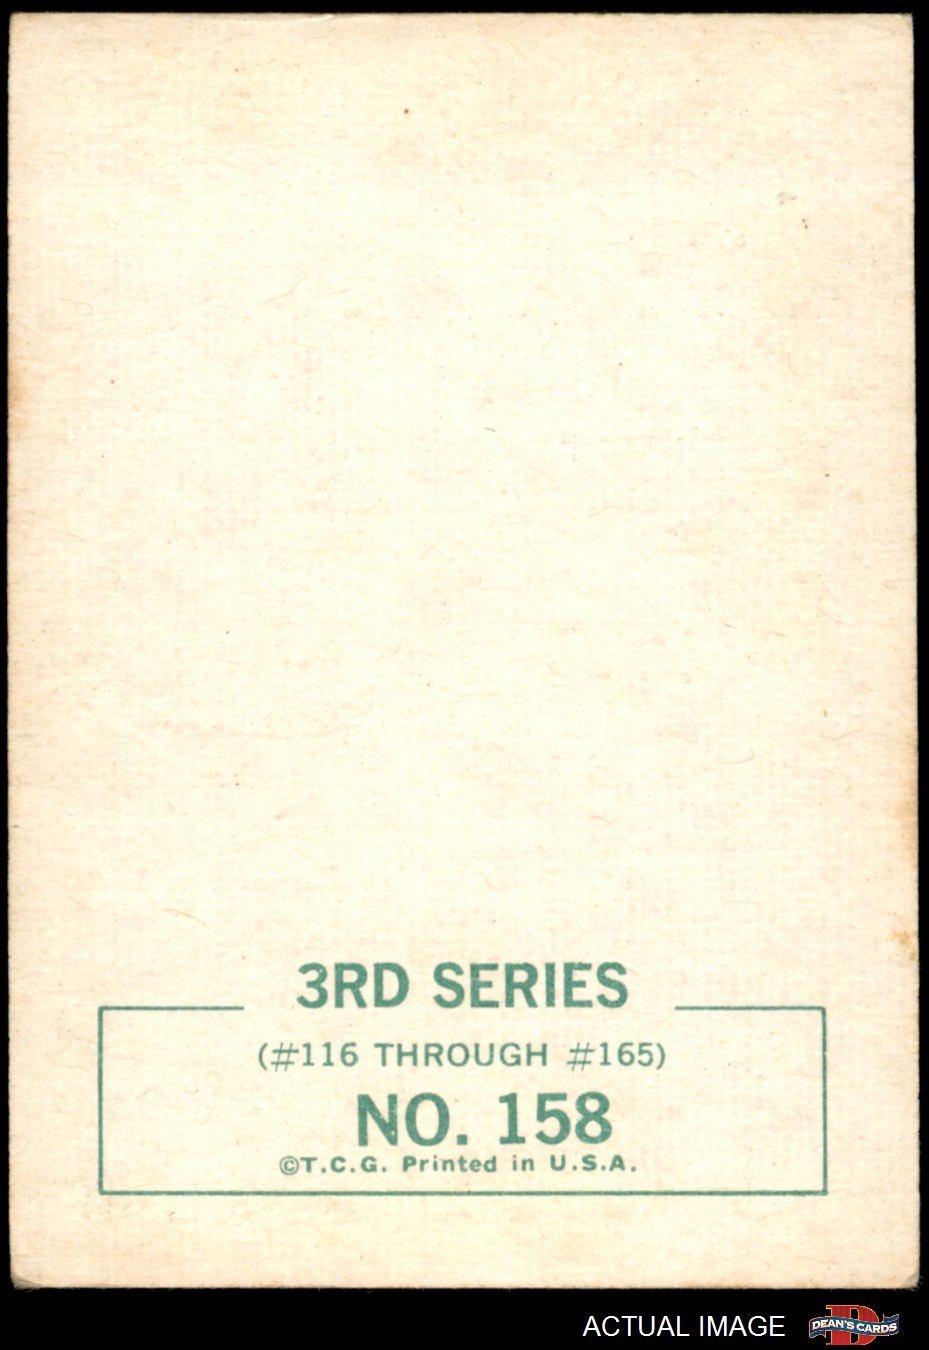 3RD SERIES
(#116 THROUGH #165)
NO. 158
©T.C.G. Printed in U.S.A.
ACTUAL IMAGE
DEAN'S CARDS